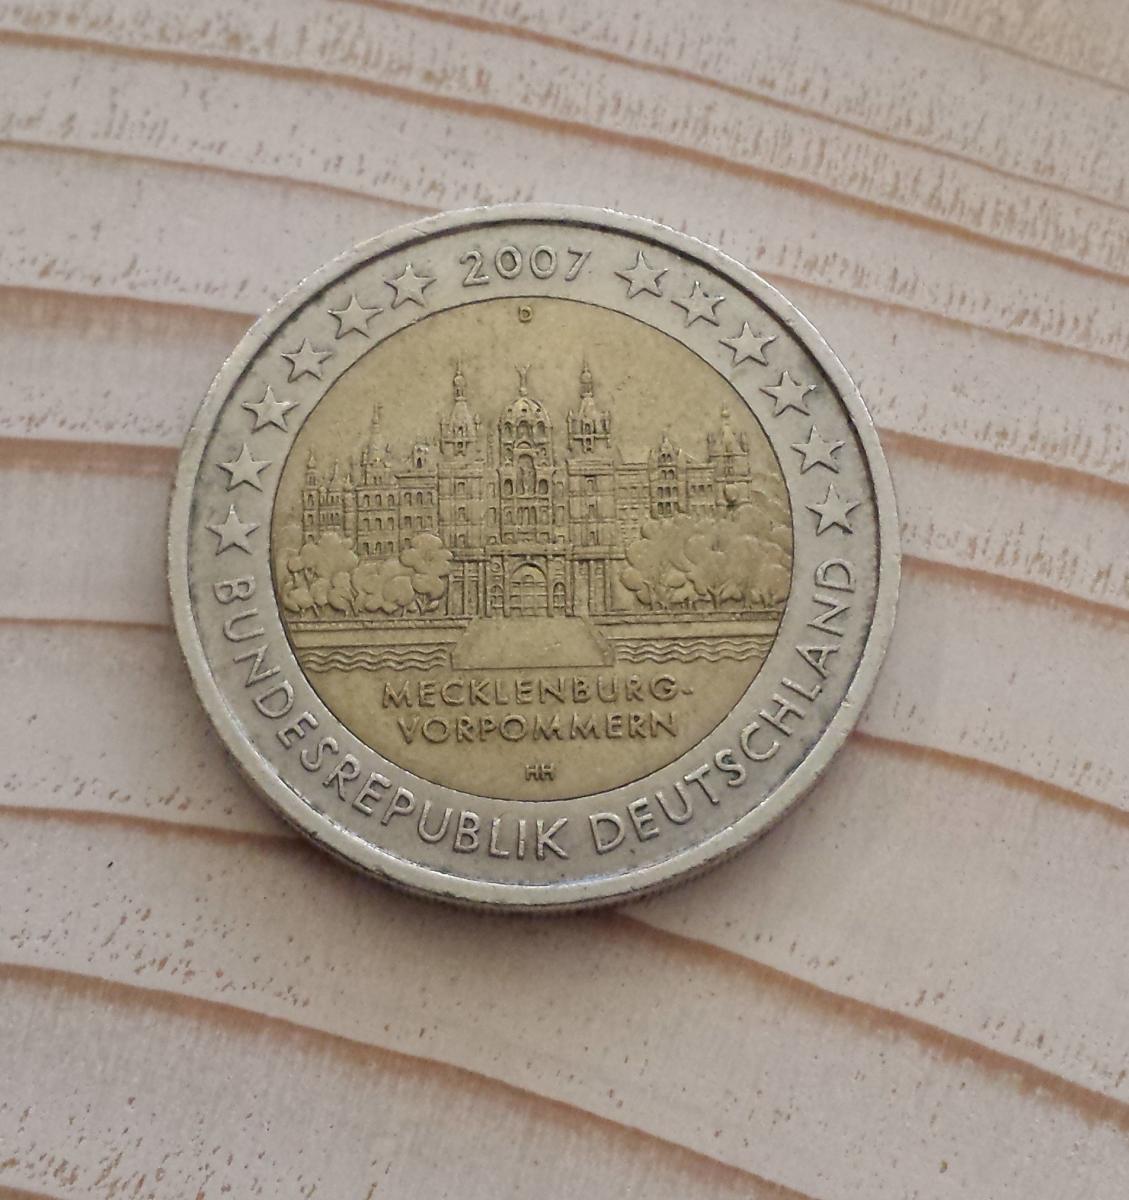 2007
D
MECKLENBURG-
VORPOMMERN
HH
BUNDESREPUBLIK DEUTSCHLAND